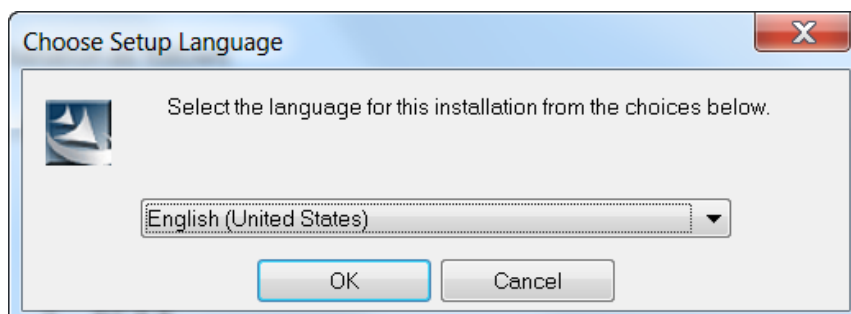 Choose Setup Language
Select the language for this installation from the choices below.
English (United States)
OK
Cancel